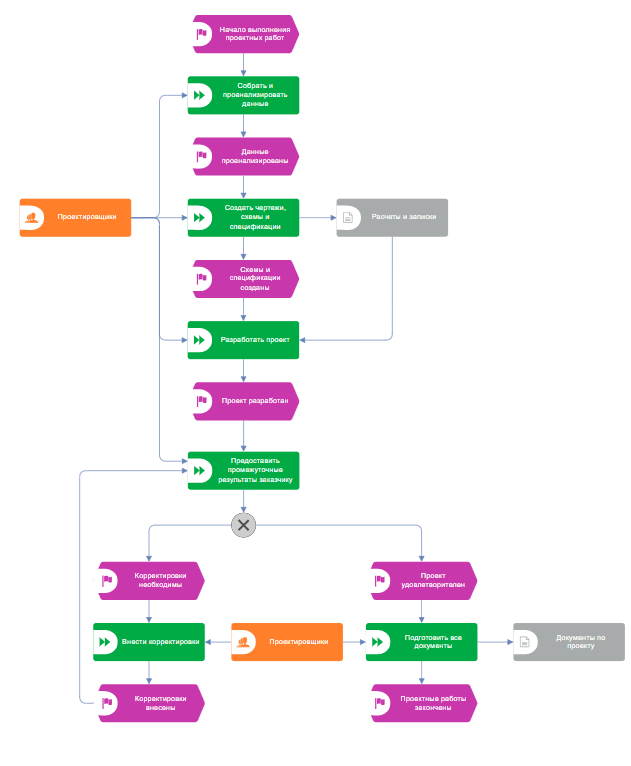 Начало выполнения
проектных работ
Собрать и
проанализировать
данные
Данные
проанализированы
Проектировщики
Создать чертежи,
схемы и
спецификации
Расчеты и записки
Схемы и
спецификации
созданы
Разработать проект
Проект разработан
Предоставить
промежуточные
результаты заказчику
Корректировки
необходимы
Проект
удовлетворителен
Внести корректировки
Проектировщики
Подготовить все
документы
Документы по
проекту
Корректировки
внесены
Проектные работы
закончены